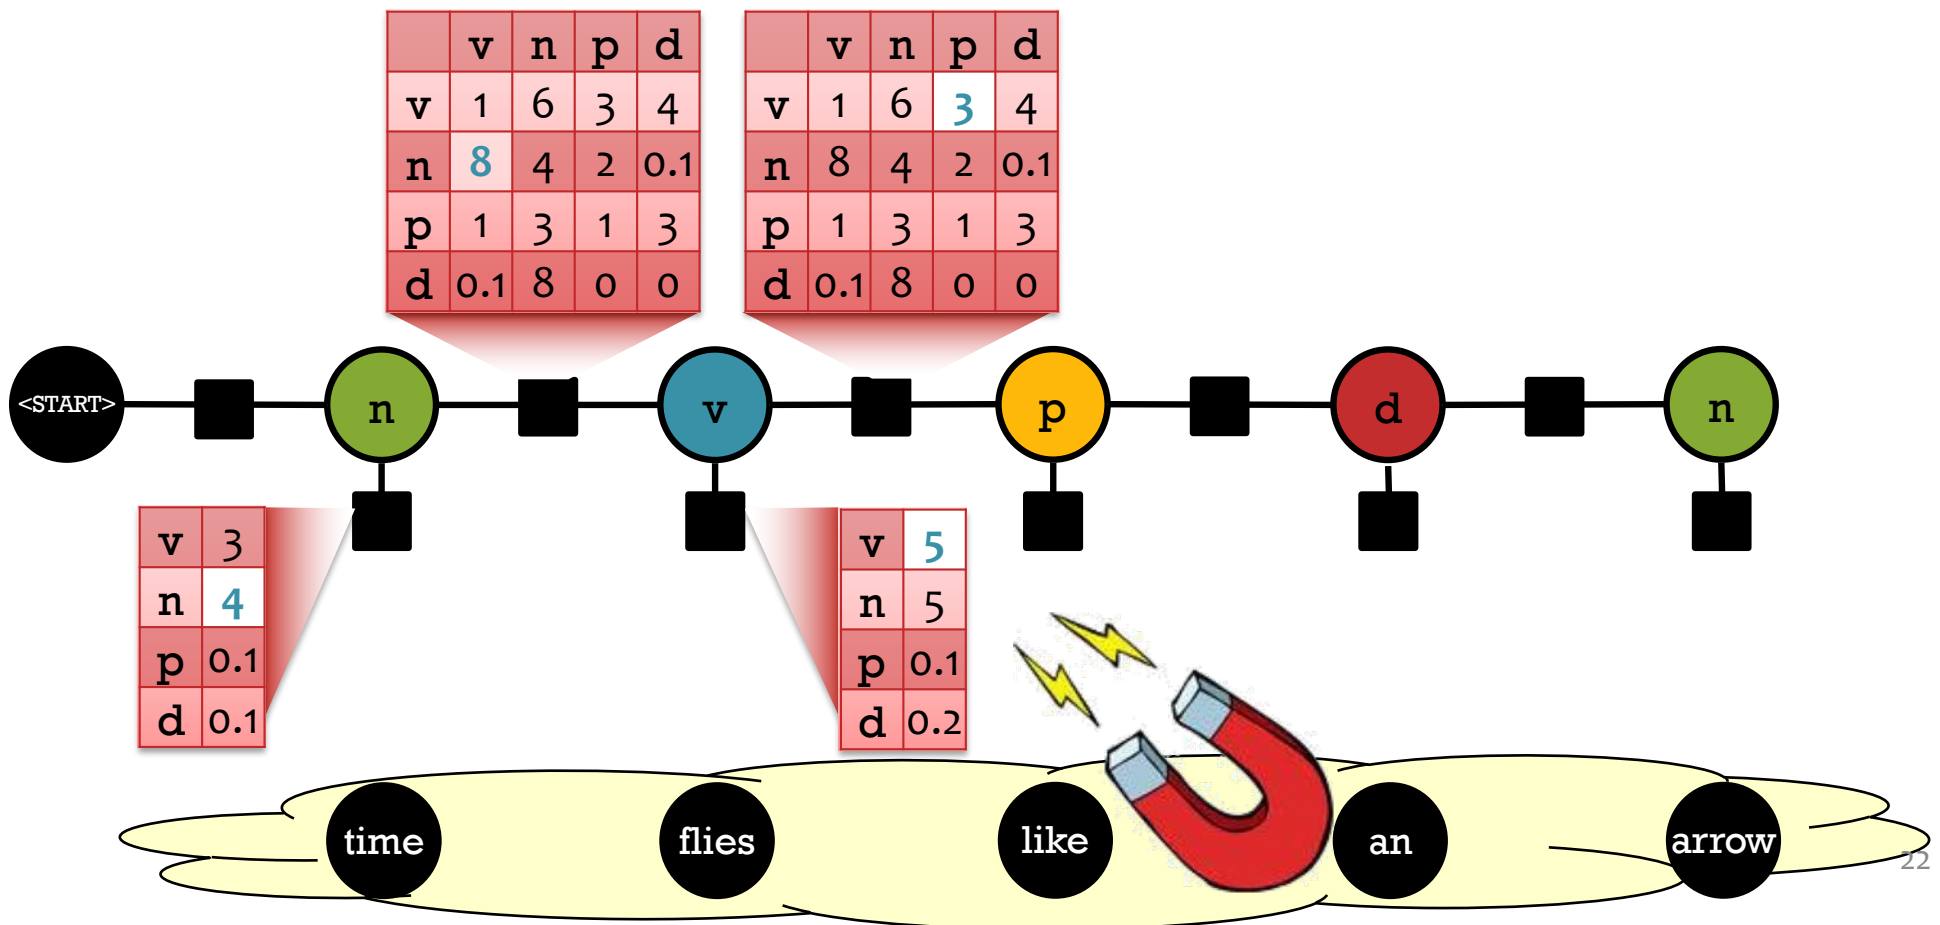 v n p d
v 1 6 3 4
n 8 4 2 0.1
p 1 3 1 3
d 0.1 8 0 0
v n p d
v 1 6 3 4
n 8 4 2 0.1
p 1 3 1 3
d 0.1 8 0 0
<START> n v p d n
v 3
n 4
p 0.1
d 0.1
v 5
n 5
p 0.1
d 0.2
time flies like an arrow
22